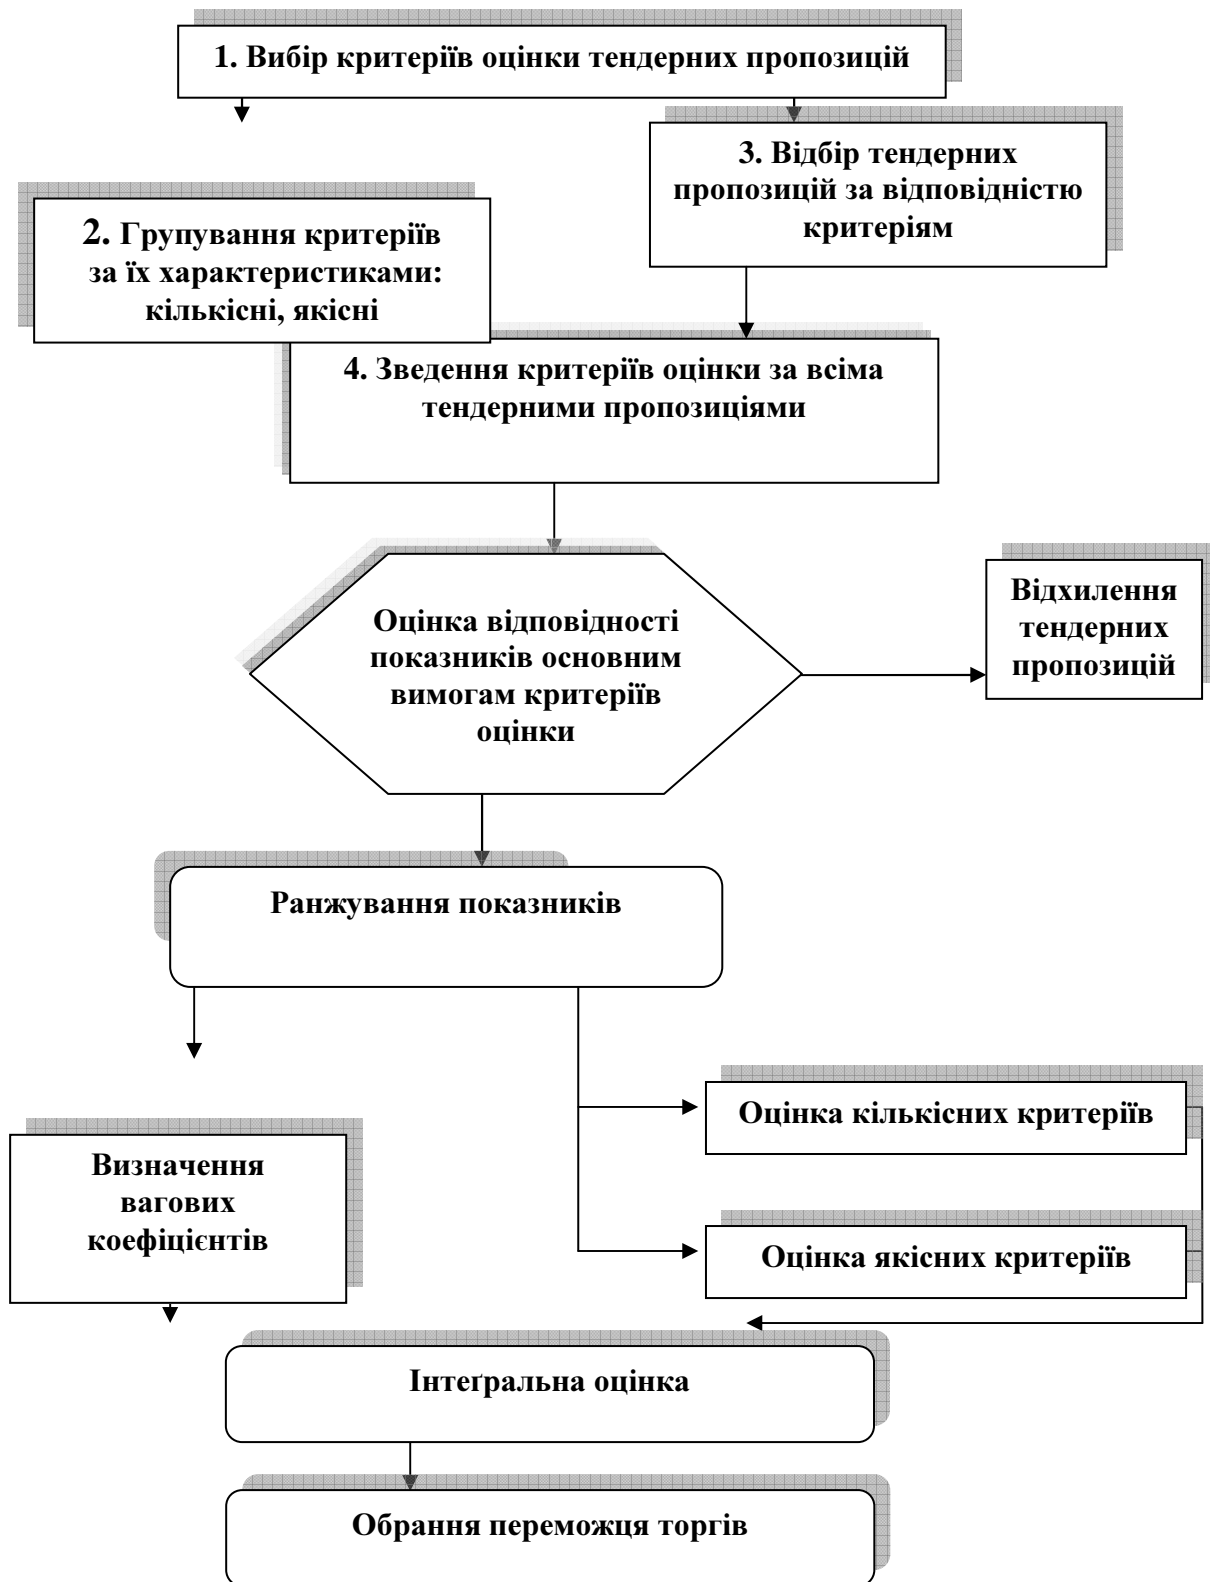 1. Вибір критеріїв оцінки тендерних пропозицій
3. Відбір тендерних
пропозицій за відповідністю
критеріям
2. Групування критеріїв
за їх характеристиками:
кількісні, якісні
4. Зведення критеріїв оцінки за всіма
тендерними пропозиціями
Оцінка відповідності
показників основним
вимогам критеріїв
оцінки
Відхилення
тендерних
пропозицій
Ранжування показників
Оцінка кількісних критеріїв
Визначення
вагових
коефіцієнтів
Оцінка якісних критеріїв
Інтеґральна оцінка
Обрання переможця торгів